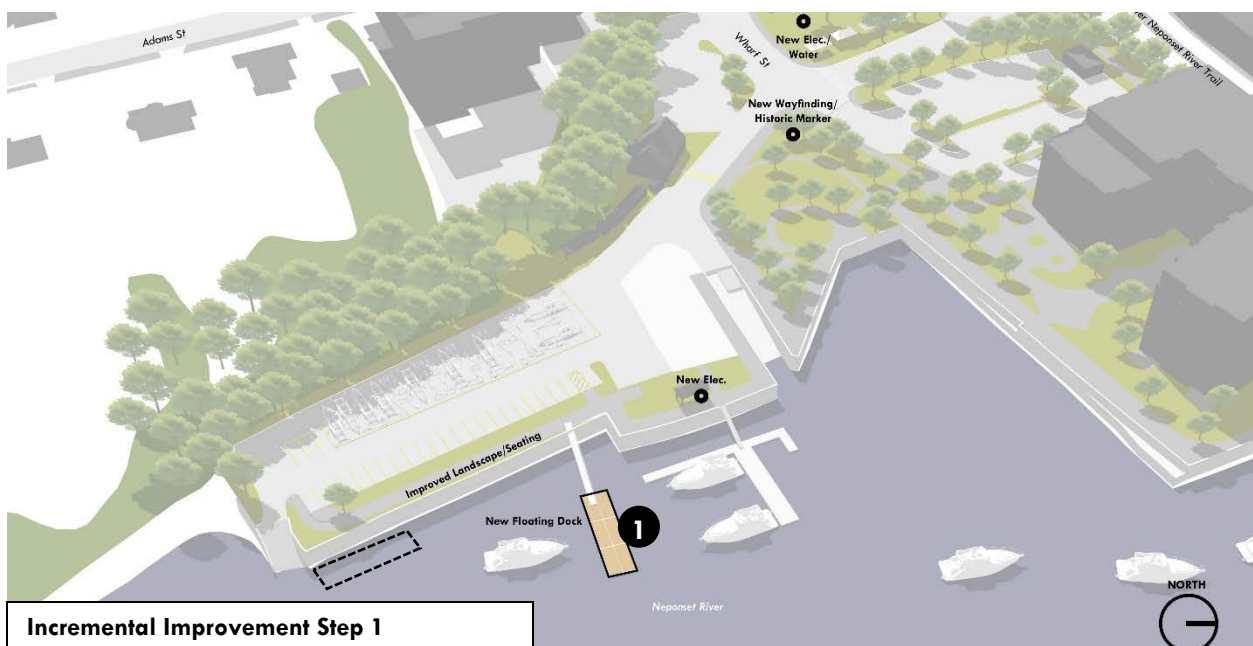 Adams St
New Elec./
Water
Wharf St
er Neponset River Trail
New Wayfinding/
Historic Marker
New Elec.
Improved Landscape/Seating
New Floating Dock
1
Neponset River
NORTH
Incremental Improvement Step 1